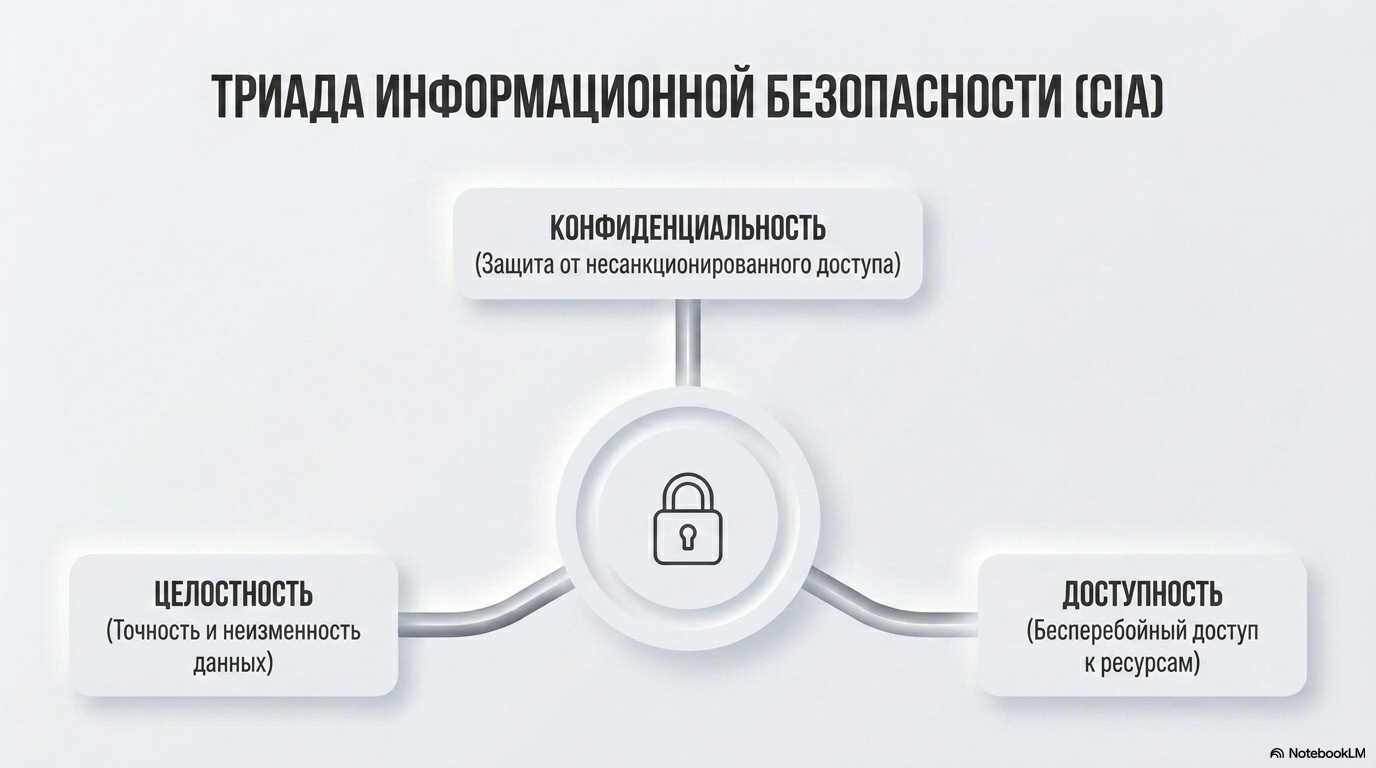 ТРИАДА ИНФОРМАЦИОННОЙ БЕЗОПАСНОСТИ (CIA)
КОНФИДЕНЦИАЛЬНОСТЬ
(Защита от несанкционированного доступа)
ЦЕЛОСТНОСТЬ
(Точность и неизменность
данных)
ДОСТУПНОСТЬ
(Бесперебойный доступ
к ресурсам)
NotebookLM